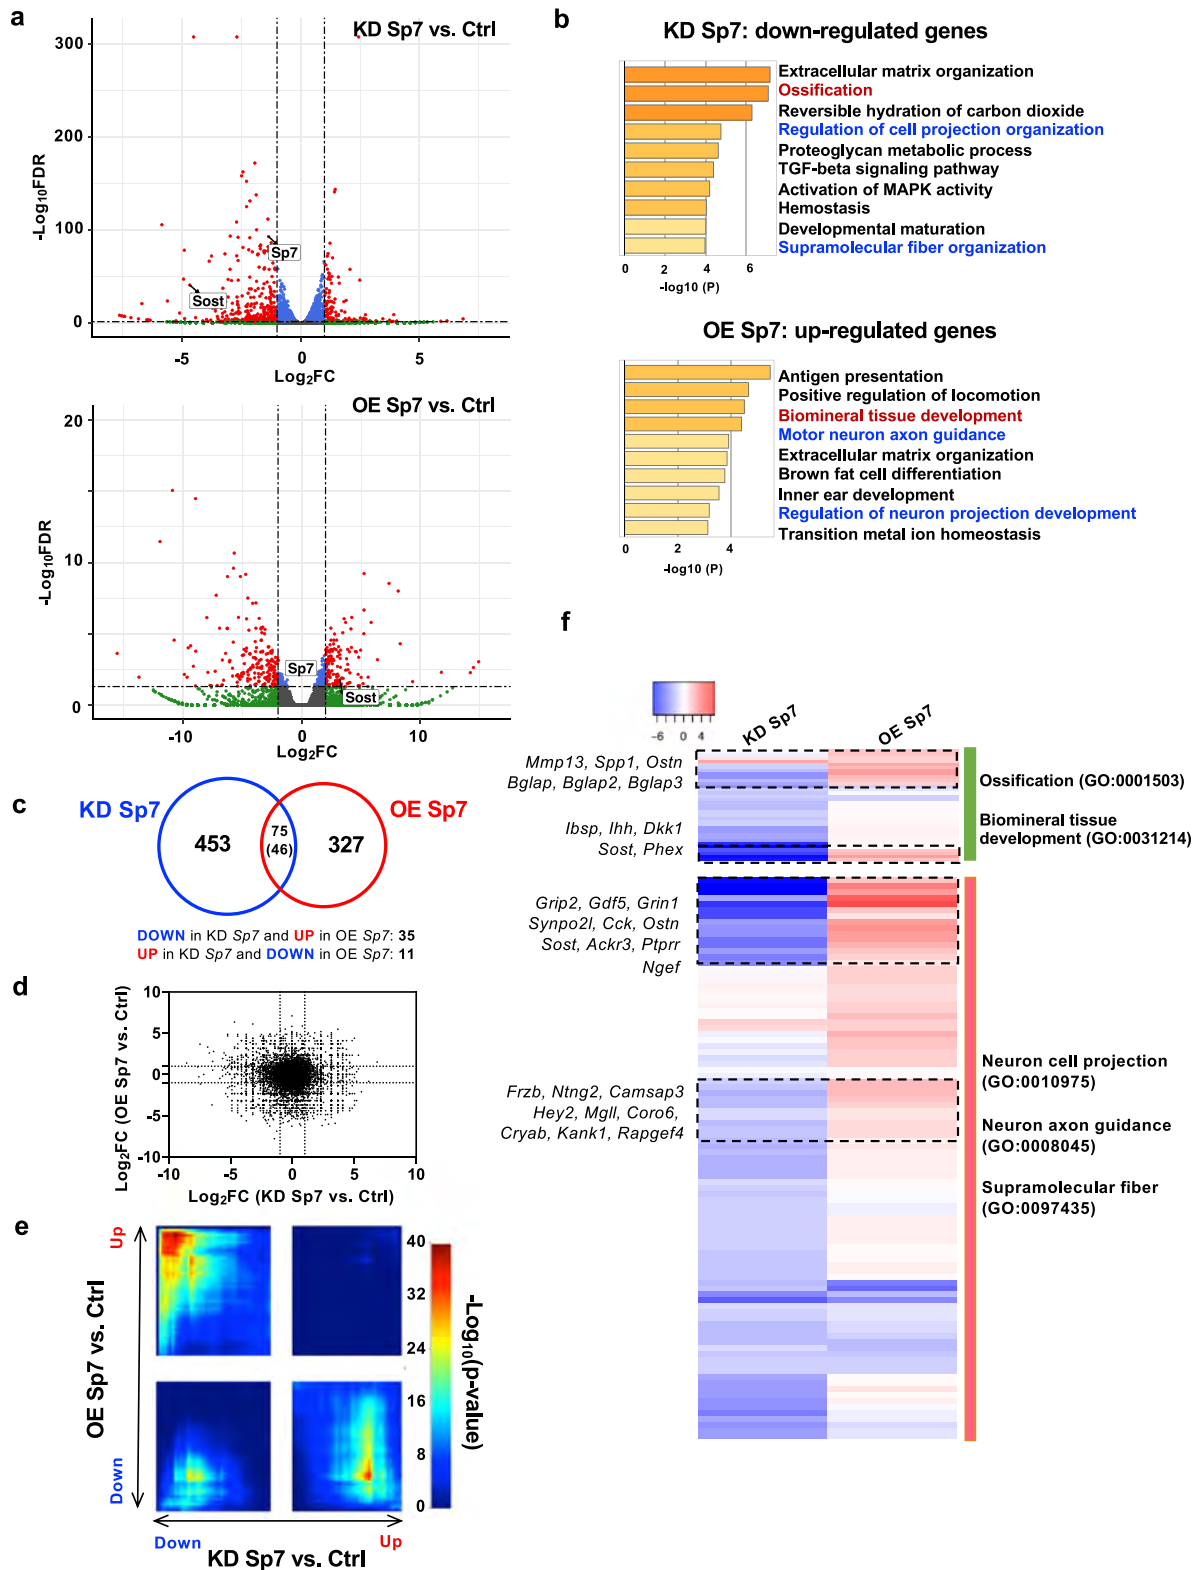 a
KD Sp7 vs. Ctrl
300
200
100
0
-Log10FDR
Sp7
Sost
-5
0
5
Log2FC
OE Sp7 vs. Ctrl
20
10
0
-Log10FDR
Sp7
Sost
-10
0
10
Log2FC
b
KD Sp7: down-regulated genes
Extracellular matrix organization
Ossification
Reversible hydration of carbon dioxide
Regulation of cell projection organization
Proteoglycan metabolic process
TGF-beta signaling pathway
Activation of MAPK activity
Hemostasis
Developmental maturation
Supramolecular fiber organization
0 2 4 6
-log10 (P)
OE Sp7: up-regulated genes
Antigen presentation
Positive regulation of locomotion
Biomineral tissue development
Motor neuron axon guidance
Extracellular matrix organization
Brown fat cell differentiation
Inner ear development
Regulation of neuron projection development
Transition metal ion homeostasis
0 2 4
-log10 (P)
c
KD Sp7
OE Sp7
453
75
(46)
327
DOWN in KD Sp7 and UP in OE Sp7: 35
UP in KD Sp7 and DOWN in OE Sp7: 11
d
Log2FC (OE Sp7 vs. Ctrl)
10
5
0
-5
-10
-10 -5 0 5 10
Log2FC (KD Sp7 vs. Ctrl)
e
OE Sp7 vs. Ctrl
Up
Down
40
32
24
16
8
0
-Log10(p-value)
Down
Up
KD Sp7 vs. Ctrl
f
-6 0 4
KD Sp7
OE Sp7
Mmp13, Spp1, Ostn
Bglap, Bglap2, Bglap3
Ibsp, Ihh, Dkk1
Sost, Phex
Ossification (GO:0001503)
Biomineral tissue
development (GO:0031214)
Grip2, Gdf5, Grin1
Synpo2l, Cck, Ostn
Sost, Ackr3, Ptprr
Ngef
Frzb, Ntng2, Camsap3
Hey2, Mgll, Coro6,
Cryab, Kank1, Rapgef4
Neuron cell projection
(GO:0010975)
Neuron axon guidance
(GO:0008045)
Supramolecular fiber
(GO:0097435)